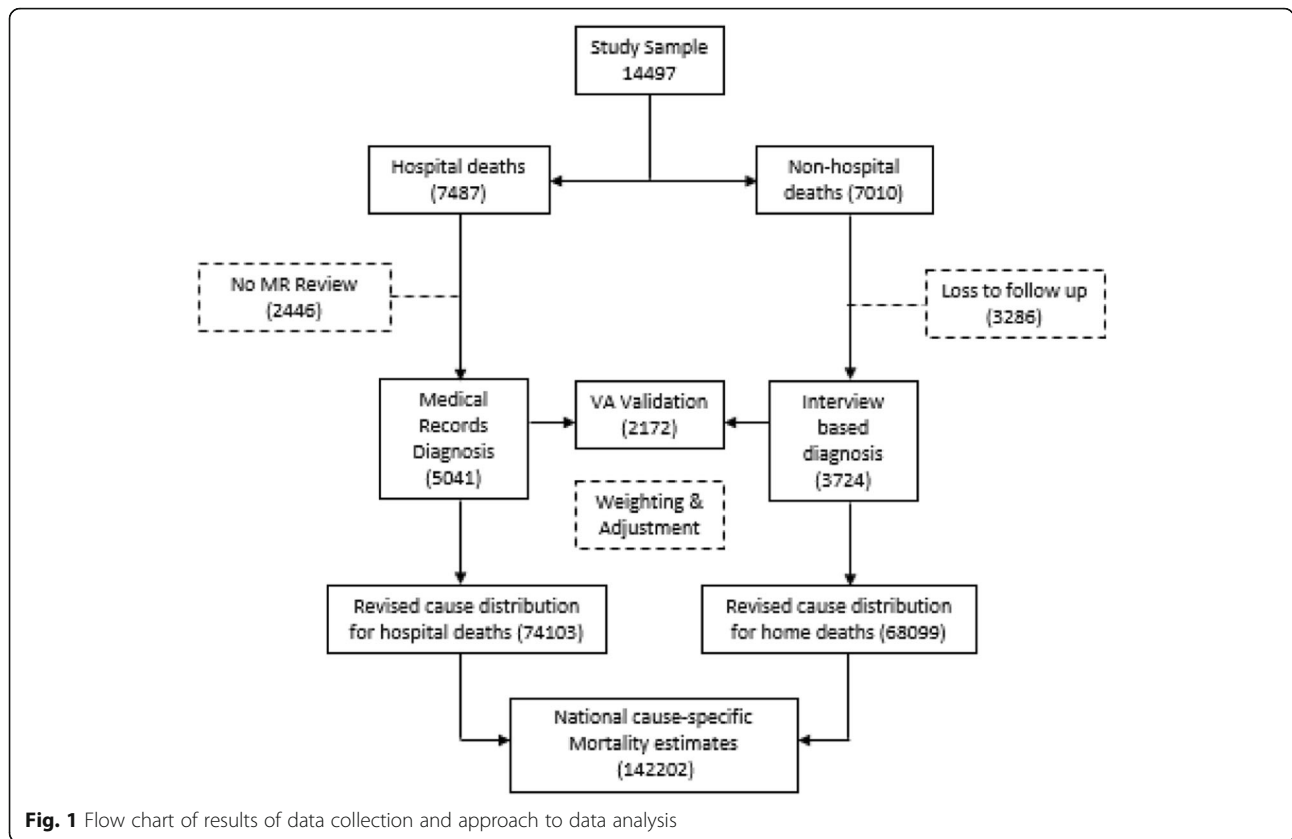 Study Sample
14497
Hospital deaths
(7487)
Non-hospital
deaths (7010)
No MR Review
(2446)
Loss to follow up
(3286)
Medical
Records
Diagnosis
(5041)
VA Validation
(2172)
Interview
based
diagnosis
(3724)
Weighting &
Adjustment
Revised cause distribution
for hospital deaths (74103)
Revised cause distribution
for home deaths (68099)
National cause-specific
Mortality estimates
(142202)
Fig. 1 Flow chart of results of data collection and approach to data analysis